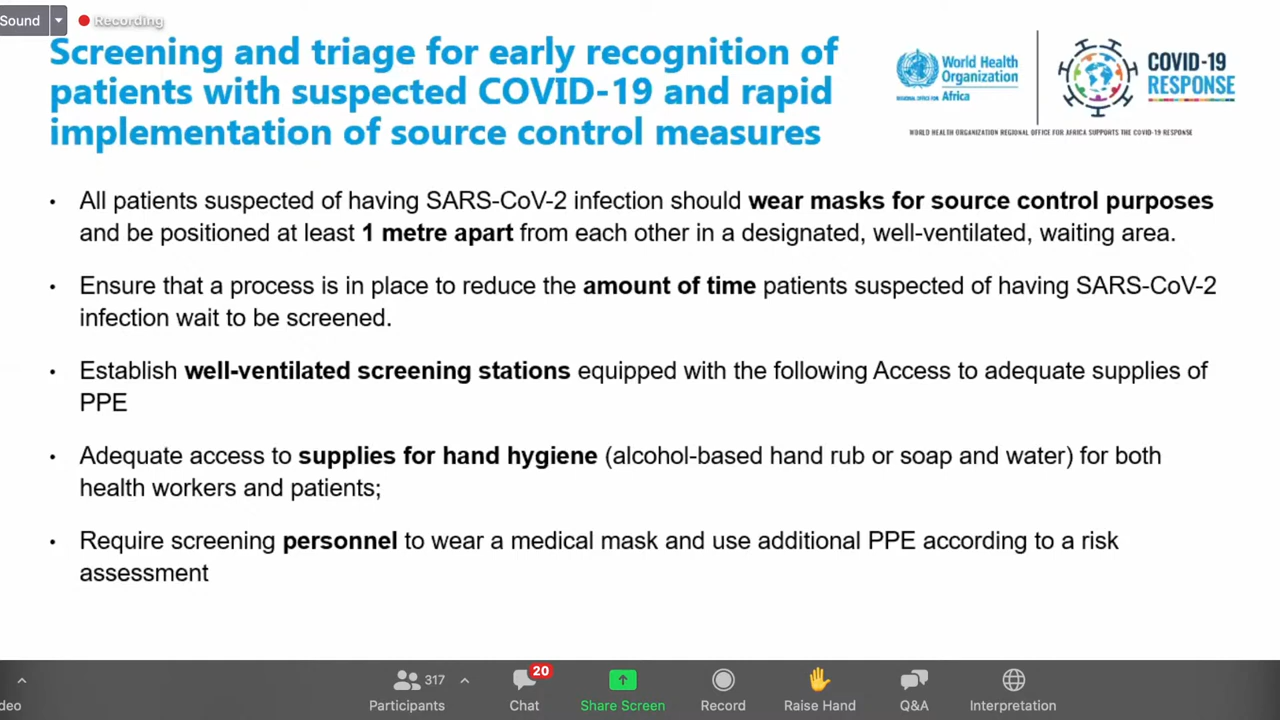 Sound
Recording
Screening and triage for early recognition of
patients with suspected COVID-19 and rapid
implementation of source control measures
World Health
Organization
REGIONAL OFFICE FOR Africa
COVID-19
RESPONSE
WORLD HEALTH ORGANIZATION REGIONAL OFFICE FOR AFRICA SUPPORTS THE COVID-19 RESPONSE
• All patients suspected of having SARS-CoV-2 infection should wear masks for source control purposes
and be positioned at least 1 metre apart from each other in a designated, well-ventilated, waiting area.
• Ensure that a process is in place to reduce the amount of time patients suspected of having SARS-CoV-2
infection wait to be screened.
• Establish well-ventilated screening stations equipped with the following Access to adequate supplies of
PPE
• Adequate access to supplies for hand hygiene (alcohol-based hand rub or soap and water) for both
health workers and patients;
• Require screening personnel to wear a medical mask and use additional PPE according to a risk
assessment
317
20
deo
Participants
Chat
Share Screen
Record
Raise Hand
Q&A
Interpretation